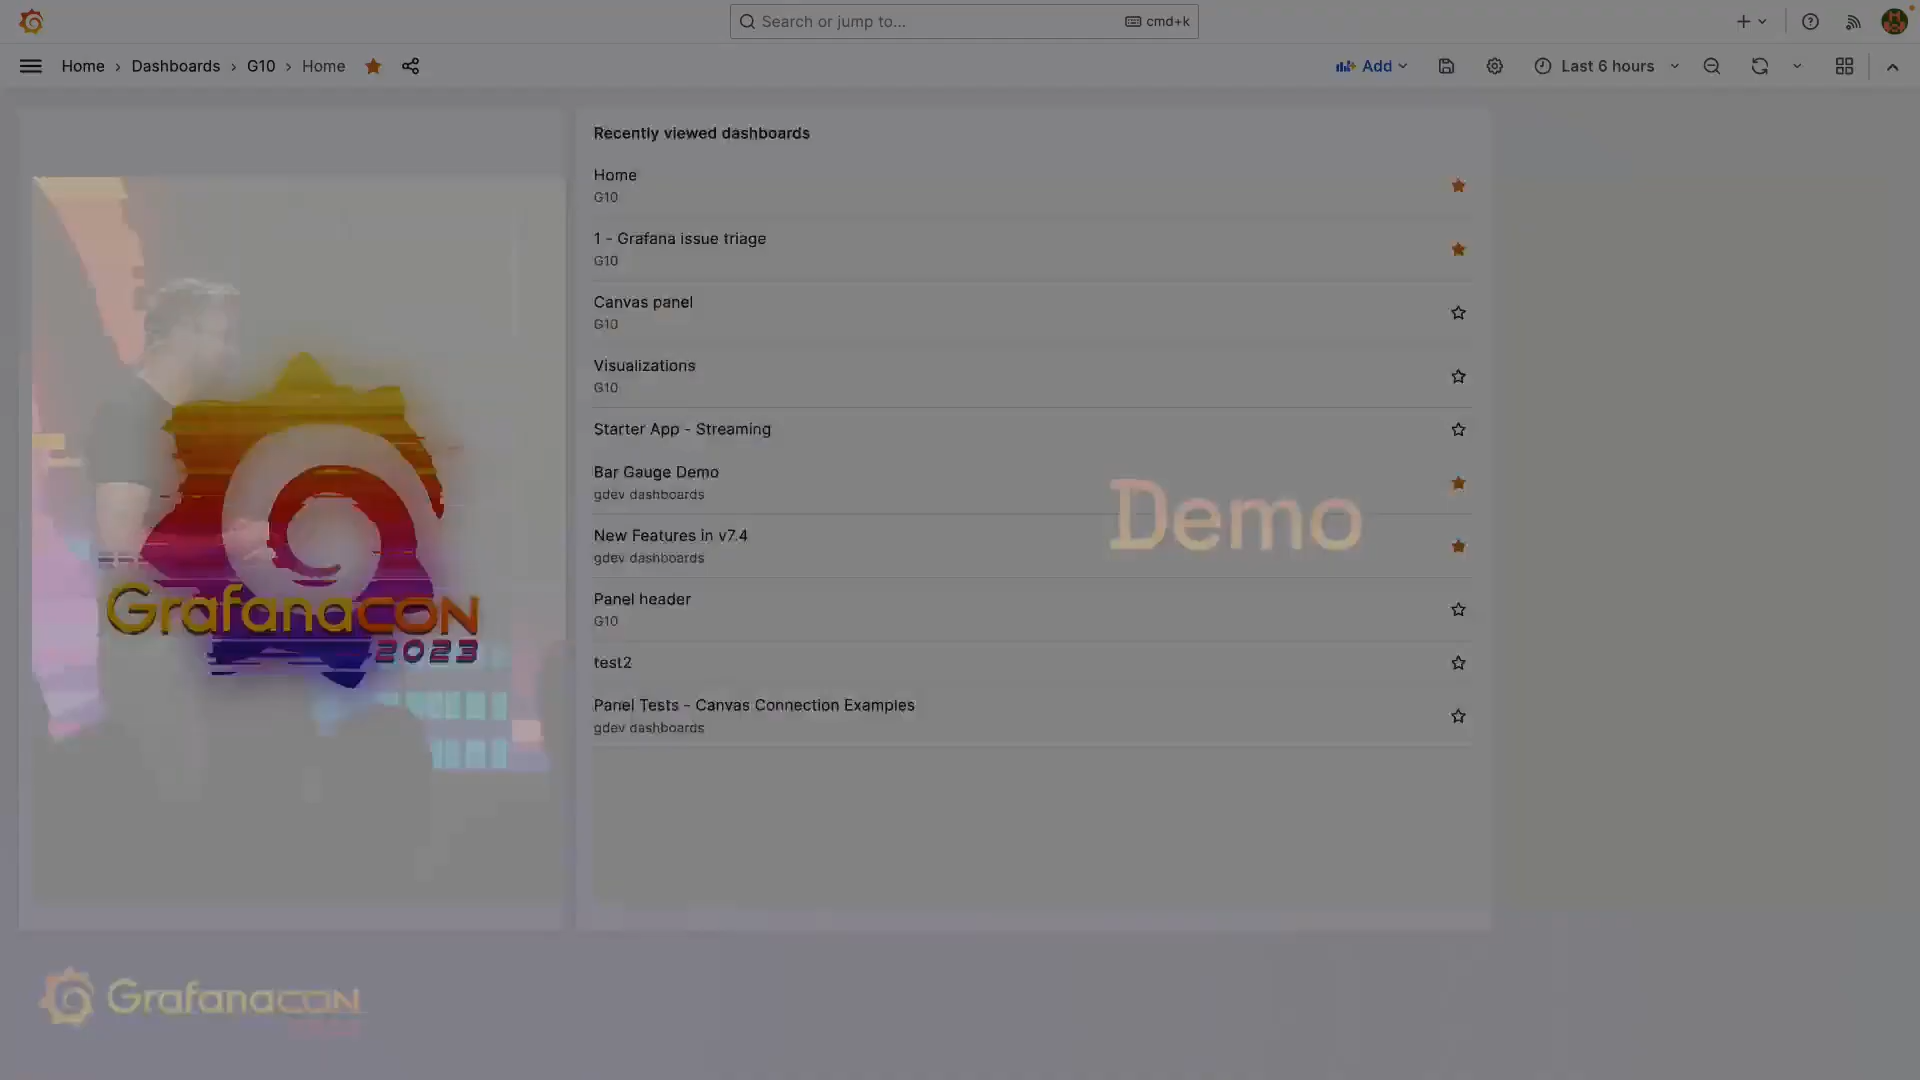 Search or jump to...
cmd+k
Home
Dashboards
G10
Home
Add
Last 6 hours
Recently viewed dashboards
Home
G10
1 - Grafana issue triage
G10
Canvas panel
G10
Visualizations
G10
Starter App - Streaming
Bar Gauge Demo
gdev dashboards
New Features in v7.4
gdev dashboards
Panel header
G10
test2
Panel Tests - Canvas Connection Examples
gdev dashboards
GrafanaCON
2023
Demo
GrafanaCON